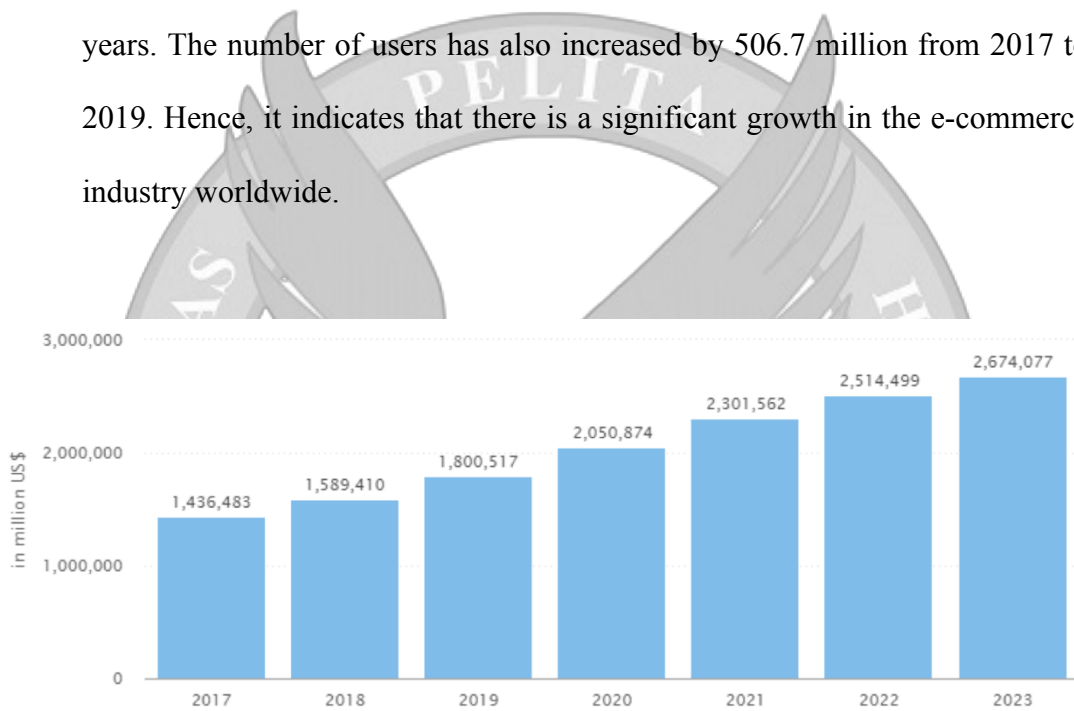 years. The number of users has also increased by 506.7 million from 2017 t
2019. Hence, it indicates that there is a significant growth in the e-commerc
industry worldwide.
PELITA
AS
H
3,000,000
2,000,000
1,000,000
0
in million US$
1,436,483
1,589,410
1,800,517
2,050,874
2,301,562
2,514,499
2,674,077
2017 2018 2019 2020 2021 2022 2023